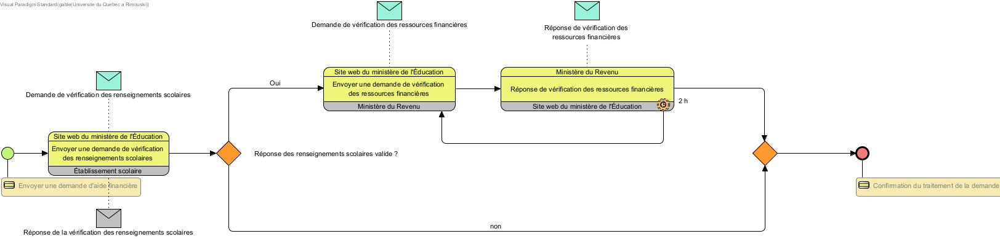 Visual Paradigm Standard(gable(Universite du Quebec a Rimouski))
Demande de vérification des ressources financières
Réponse de vérification des
ressources financières
Demande de vérification des renseignements scolaires
Site web du ministère de l'Éducation
Envoyer une demande de vérification
des ressources financières
Ministère du Revenu
Ministère du Revenu
Réponse de vérification des ressources financières
Site web du ministère de l'Éducation
2 h
Oui
Site web du ministère de l'Éducation
Envoyer une demande de vérification
des renseignements scolaires
Établissement scolaire
Réponse des renseignements scolaires valide ?
Envoyer une demande d'aide financière
Confirmation du traitement de la demande
non
Réponse de la vérification des renseignements scolaires